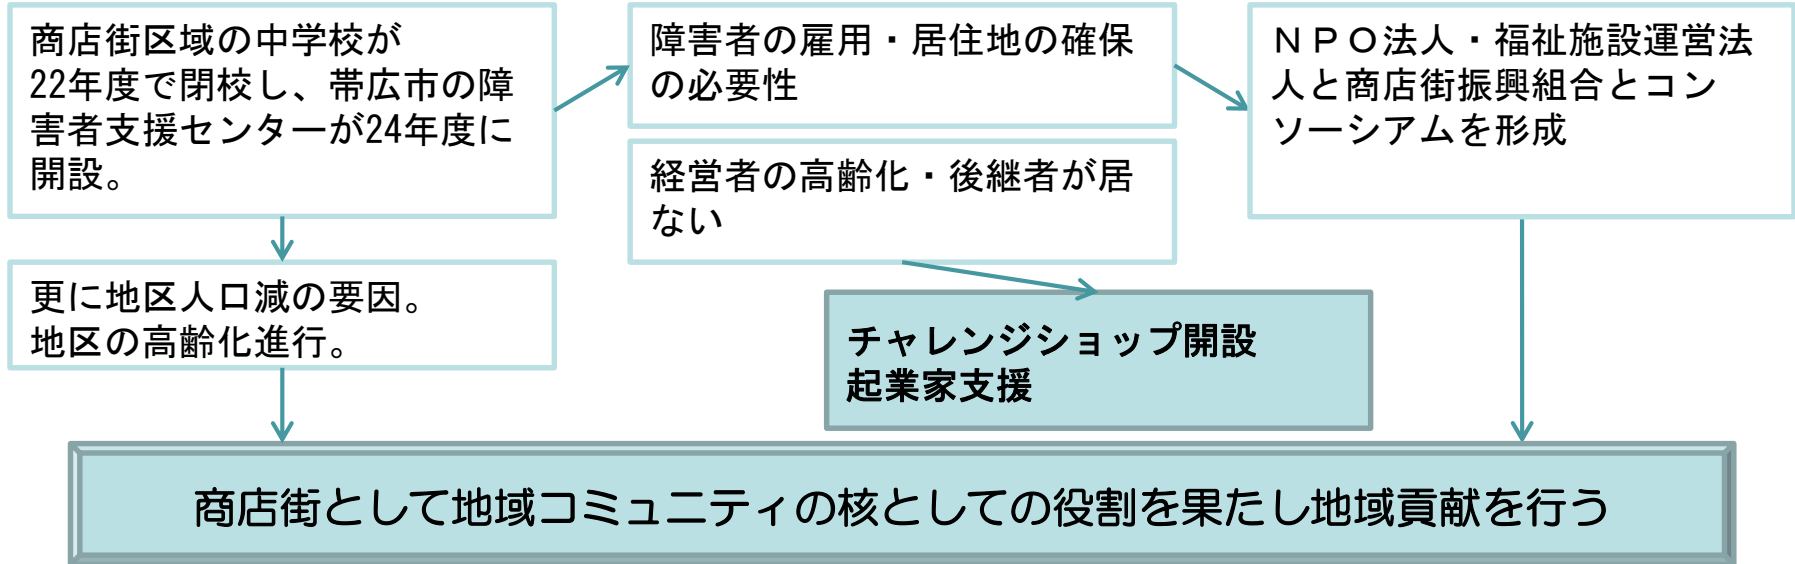 商店街区域の中学校が
22年度で閉校し、帯広市の障
害者支援センターが24年度に
開設。
障害者の雇用・居住地の確保
の必要性
ＮＰＯ法人・福祉施設運営法
人と商店街振興組合とコン
ソーシアムを形成
経営者の高齢化・後継者が居
ない
更に地区人口減の要因。
地区の高齢化進行。
チャレンジショップ開設
起業家支援
商店街として地域コミュニティの核としての役割を果たし地域貢献を行う